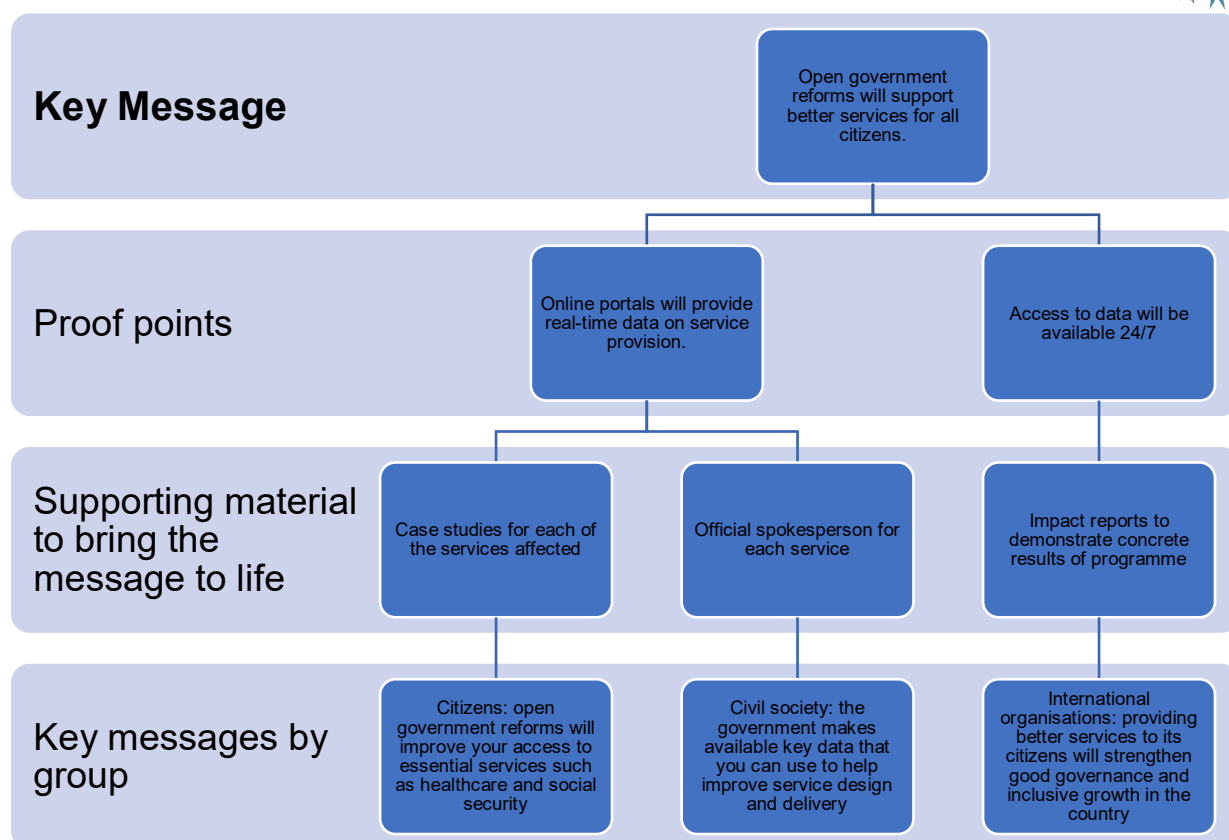 Key Message
Open government
reforms will support
better services for all
citizens.
Proof points
Online portals will provide
real-time data on service
provision.
Access to data will be
available 24/7
Supporting material
to bring the
message to life
Case studies for each of
the services affected
Official spokesperson for
each service
Impact reports to
demonstrate concrete
results of programme
Key messages by
group
Citizens: open
government reforms will
improve your access to
essential services such
as healthcare and social
security
Civil society: the
government makes
available key data that
you can use to help
improve service design
and delivery
International
organisations: providing
better services to its
citizens will strengthen
good governance and
inclusive growth in the
country